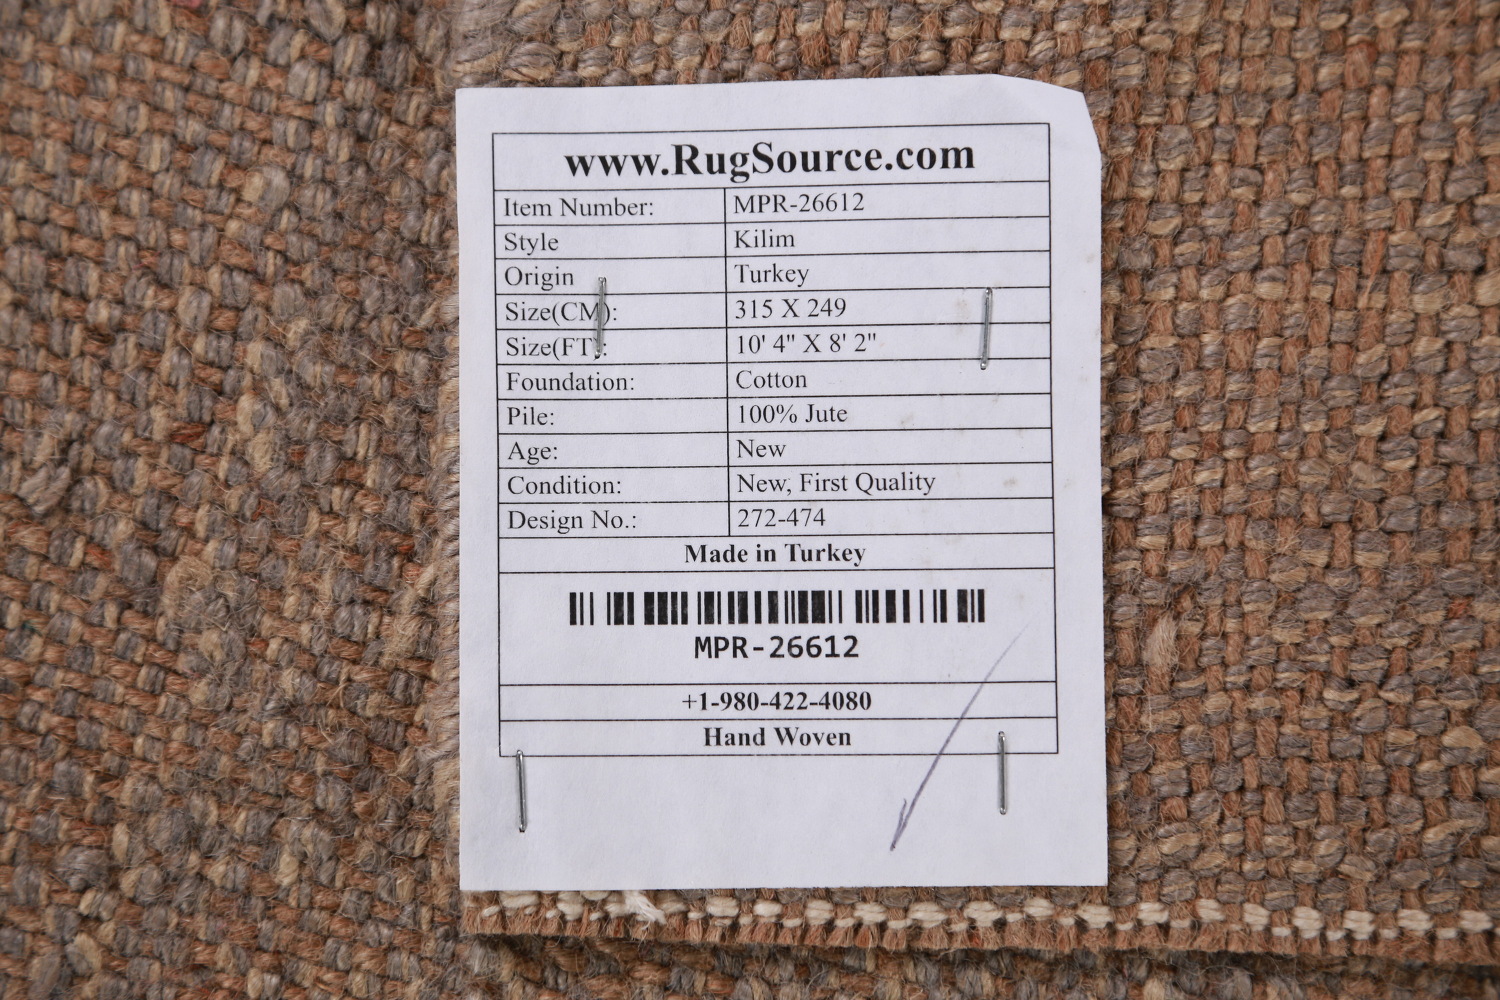 www.RugSource.com
Item Number: MPR-26612
Style Kilim
Origin Turkey
Size(CM): 315 X 249
Size(FT): 10' 4" X 8' 2"
Foundation: Cotton
Pile: 100% Jute
Age: New
Condition: New, First Quality
Design No.: 272-474
Made in Turkey
MPR-26612
+1-980-422-4080
Hand Woven